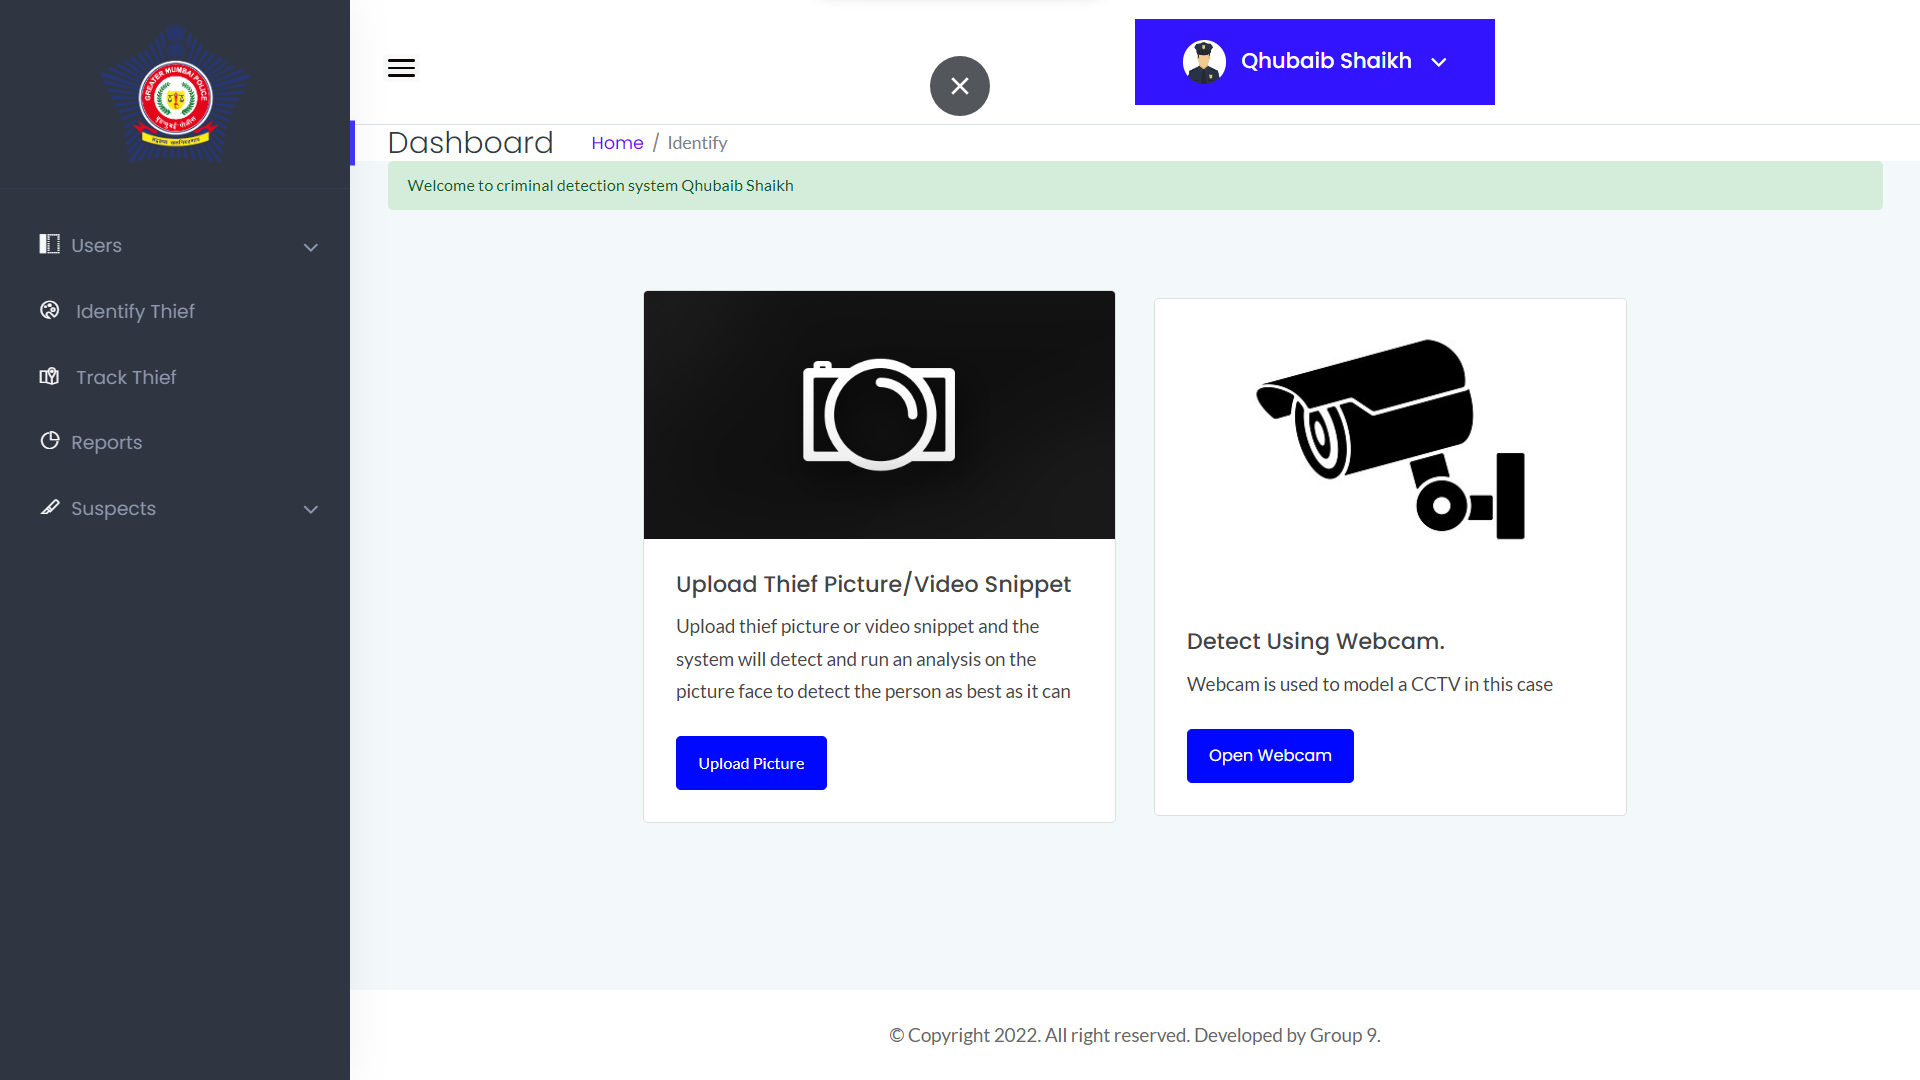 GREATER MUMBAI POLICE
Qhubaib Shaikh
Dashboard
Home / Identify
Welcome to criminal detection system Qhubaib Shaikh
Users
Identify Thief
Track Thief
Reports
Suspects
Upload Thief Picture/Video Snippet
Upload thief picture or video snippet and the
system will detect and run an analysis on the
picture face to detect the person as best as it can
Upload Picture
Detect Using Webcam.
Webcam is used to model a CCTV in this case
Open Webcam
© Copyright 2022. All right reserved. Developed by Group 9.